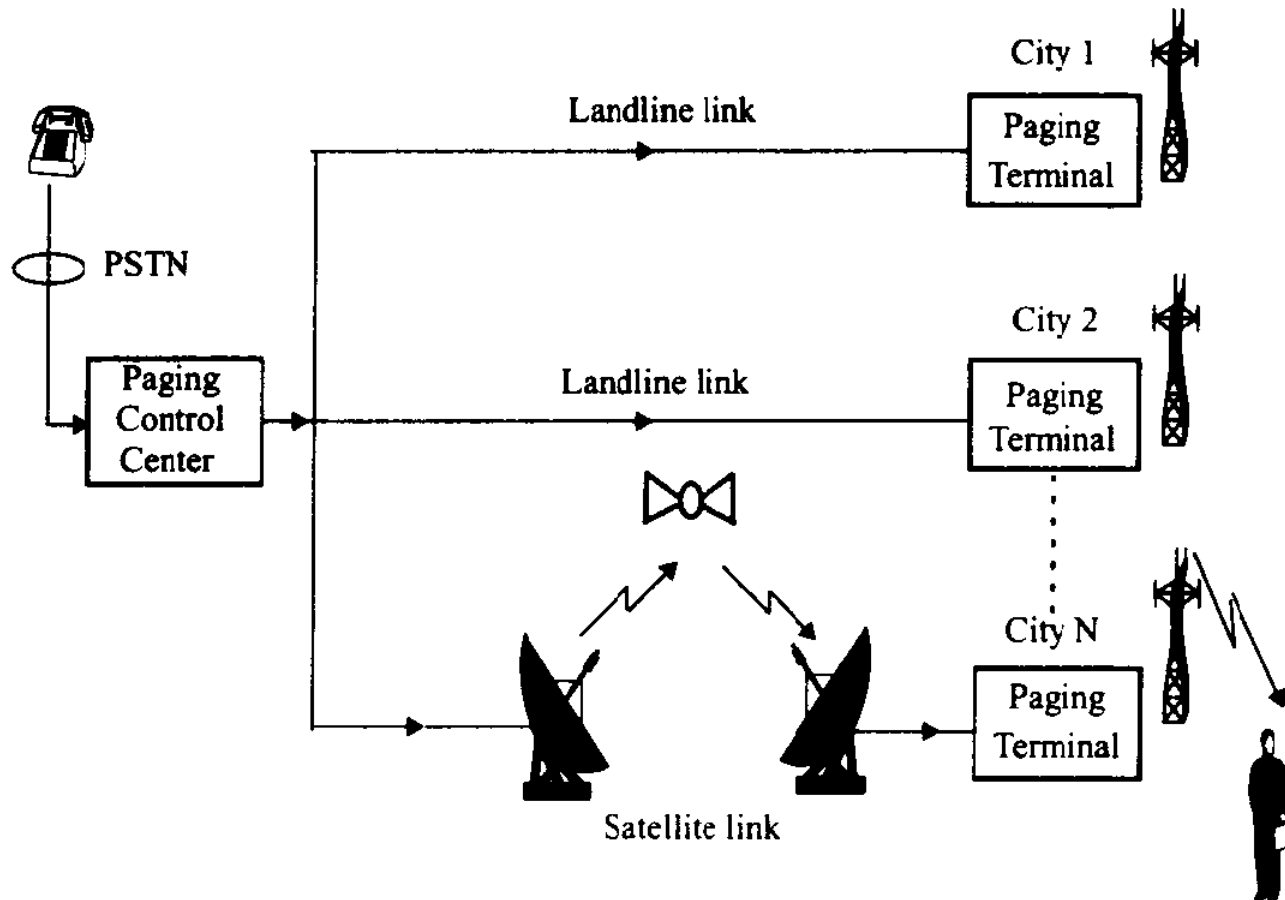 City 1
Landline link
Paging
Terminal
PSTN
City 2
Landline link
Paging
Control
Center
Paging
Terminal
City N
Paging
Terminal
Satellite link